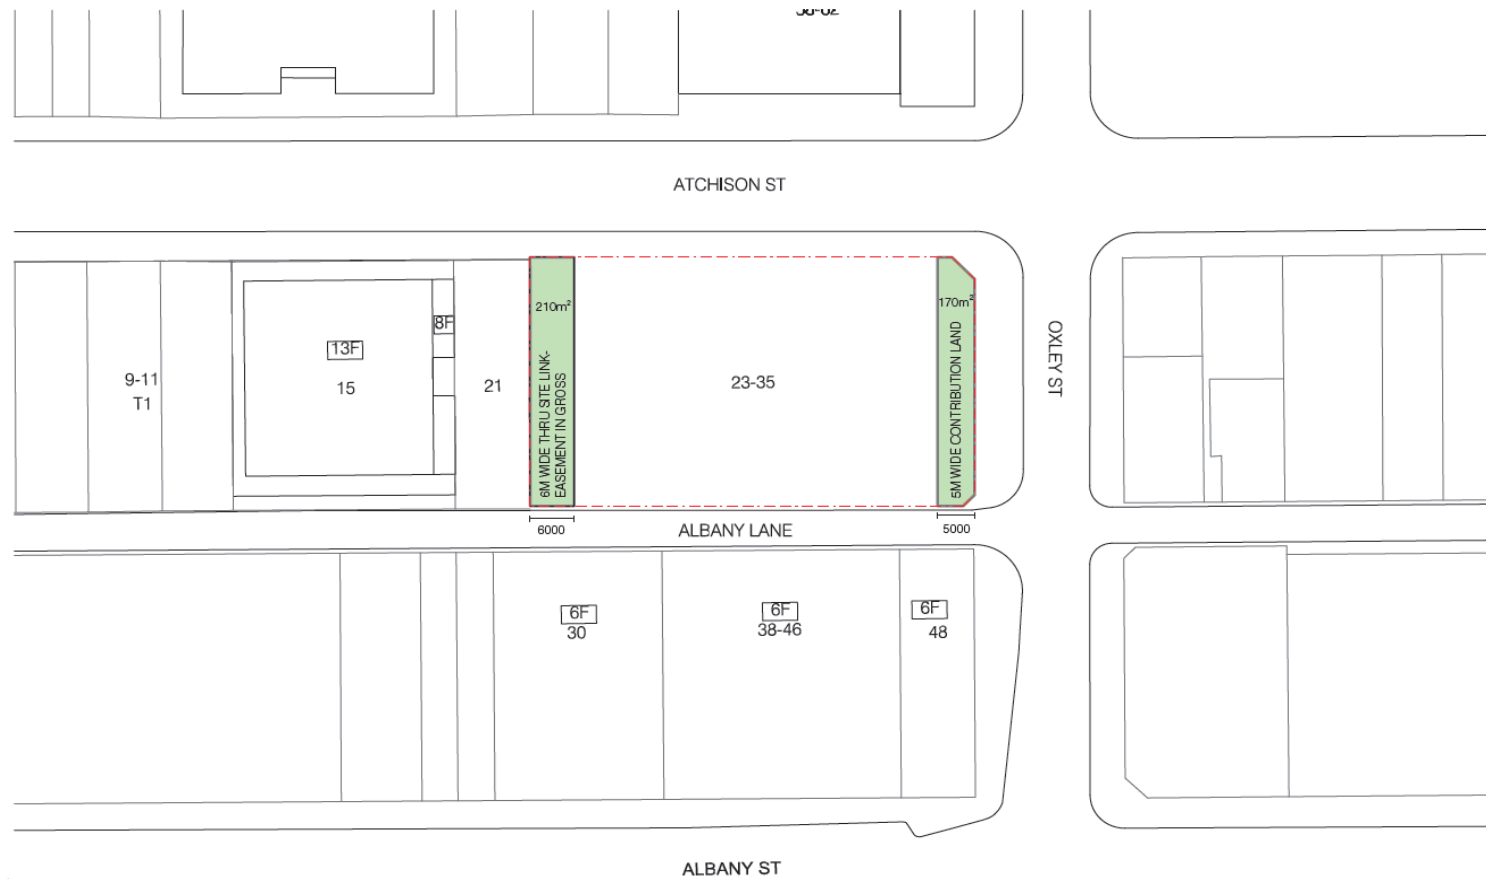 ATCHISON ST
210m²
6M WIDE THRU SITE LINK-
EASEMENT IN GROSS
170m²
5M WIDE CONTRIBUTION LAND
OXLEY ST
8F
13F
15
9-11
T1
21
23-35
6000
ALBANY LANE
5000
6F
30
6F
38-46
6F
48
ALBANY ST